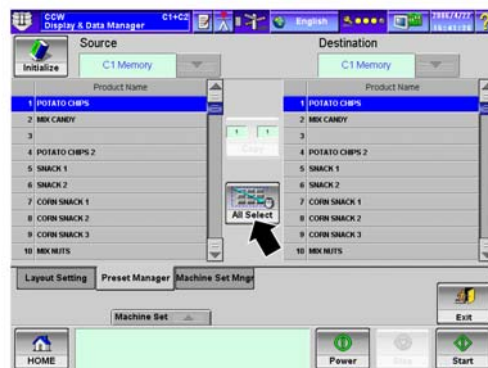 CCW
Display & Data Manager
C1+C2
English
Source
Destination
Initialize
C1 Memory
C1 Memory
Product Name
Product Name
1 POTATO CHIPS
2 MIX CANDY
3
4 POTATO CHIPS 2
5 SNACK 1
6 SNACK 2
7 CORN SNACK 1
8 CORN SNACK 2
9 CORN SNACK 3
10 MIX NUTS
1 1
Copy
All Select
1 POTATO CHIPS
2 MIX CANDY
3
4 POTATO CHIPS 2
5 SNACK 1
6 SNACK 2
7 CORN SNACK 1
8 CORN SNACK 2
9 CORN SNACK 3
10 MIX NUTS
Layout Setting
Preset Manager
Machine Set Mngr
Machine Set
Exit
HOME
Power
Stop
Start